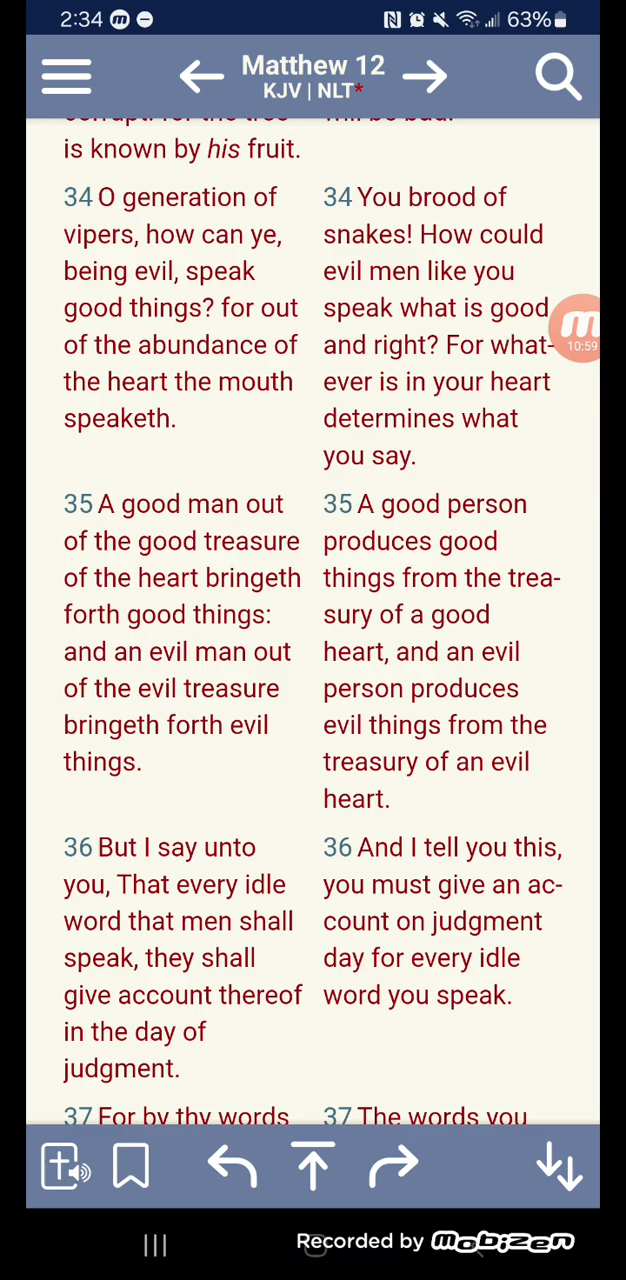 2:34 63%
Matthew 12
KJV | NLT*
is known by his fruit.
34 O generation of
vipers, how can ye,
being evil, speak
good things? for out
of the abundance of
the heart the mouth
speaketh.
35 A good man out
of the good treasure
of the heart bringeth
forth good things:
and an evil man out
of the evil treasure
bringeth forth evil
things.
36 But I say unto
you, That every idle
word that men shall
speak, they shall
give account thereof
in the day of
judgment.
37 For by thy words
will be bad.
34 You brood of
snakes! How could
evil men like you
speak what is good
and right? For what-
ever is in your heart
determines what
you say.
35 A good person
produces good
things from the trea-
sury of a good
heart, and an evil
person produces
evil things from the
treasury of an evil
heart.
36 And I tell you this,
you must give an ac-
count on judgment
day for every idle
word you speak.
37 The words you
10:59
Recorded by Mobizen